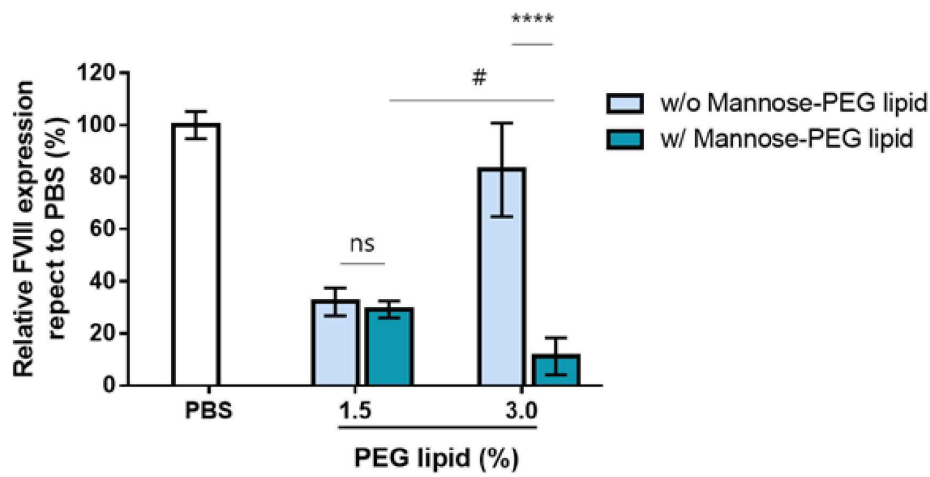 ****
#
ns
Relative FVIII expression
repect to PBS (%)
120
100
80
60
40
20
0
PBS
1.5
3.0
PEG lipid (%)
w/o Mannose-PEG lipid
w/ Mannose-PEG lipid